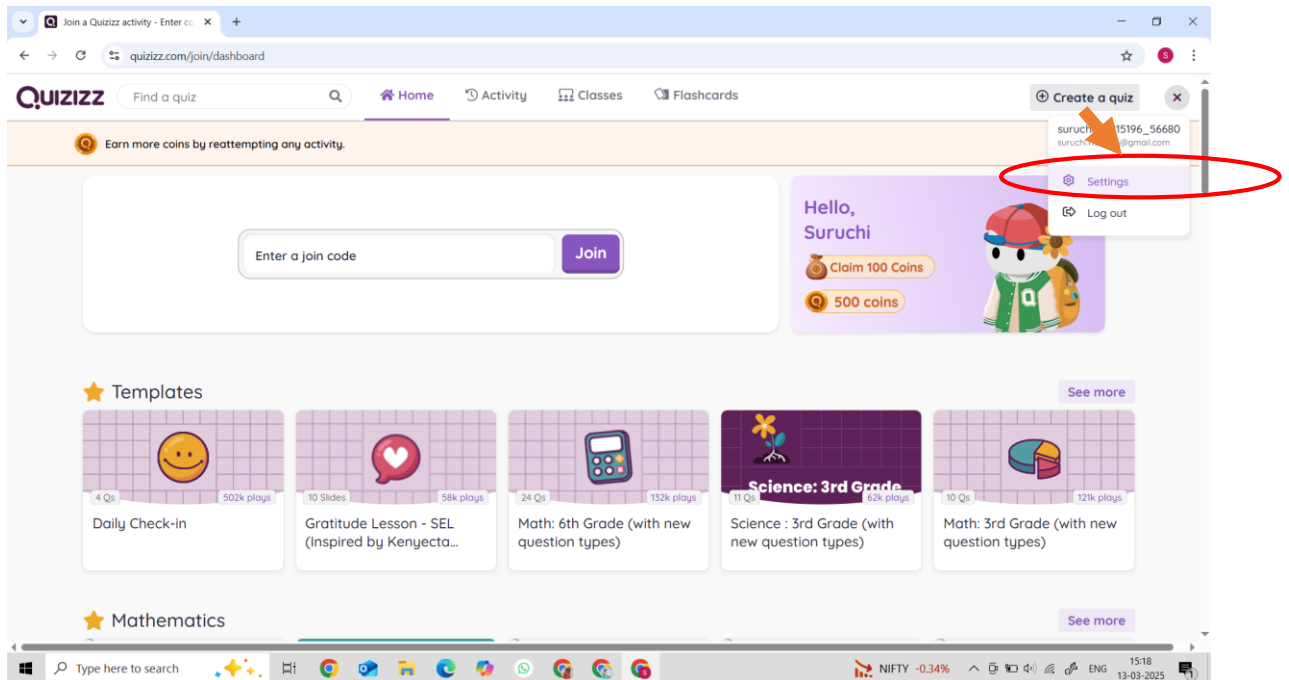 Join a Quizizz activity - Enter co
quizizz.com/join/dashboard
S
QUIZIZZ
Find a quiz
Home
Activity
Classes
Flashcards
Create a quiz
Earn more coins by reattempting any activity.
15196_56680
@gmail.com
Settings
Log out
Enter a join code
Join
Hello,
Suruchi
Claim 100 Coins
500 coins
Templates
See more
4 Qs
502k plays
Daily Check-in
10 Slides
58k plays
Gratitude Lesson - SEL
(Inspired by Kenyecta...
24 Qs
132k plays
Math: 6th Grade (with new
question types)
Science: 3rd Grade
11 Qs
62k plays
Science : 3rd Grade (with
new question types)
10 Qs
121k plays
Math: 3rd Grade (with new
question types)
Mathematics
See more
Type here to search
NIFTY -0.34%
ENG
15:18
13-03-2025